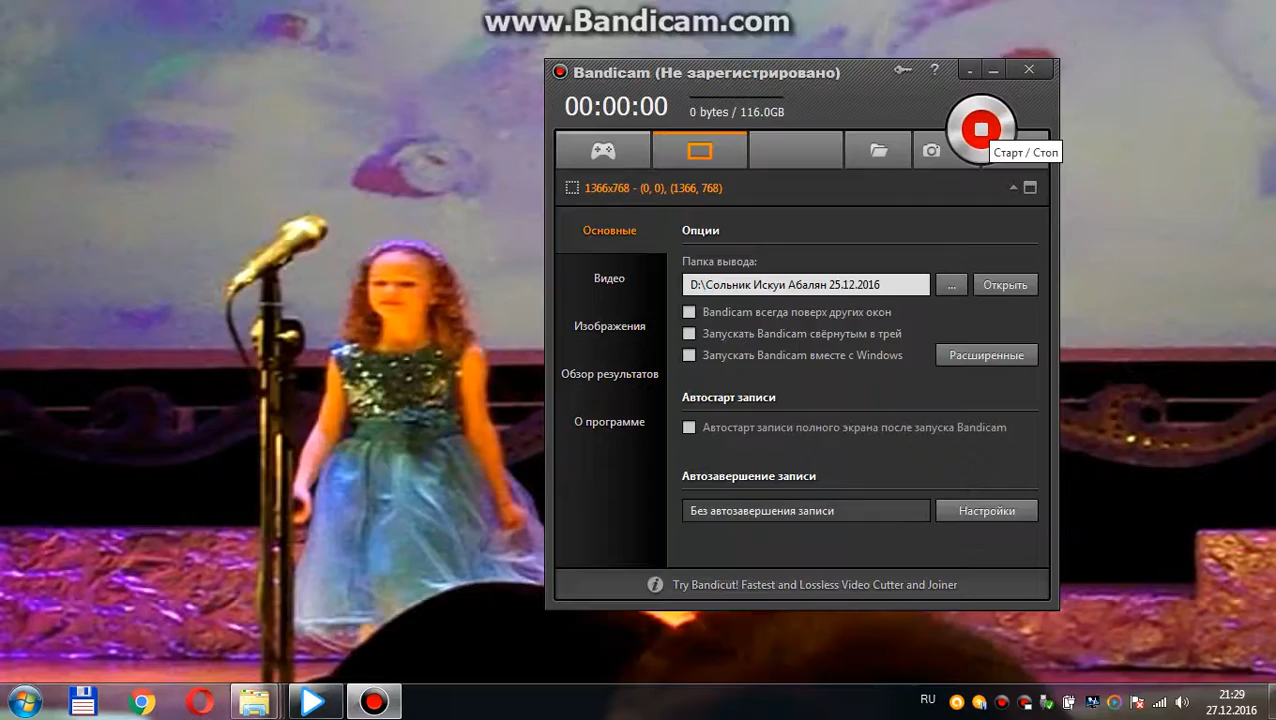 www.Bandicam.com
Bandicam (Не зарегистрировано)
?
00:00:00
0 bytes / 116.0GB
Старт / Стоп
1366x768 - (0, 0), (1366, 768)
Основные
Видео
Изображения
Обзор результатов
О программе
Опции
Папка вывода:
D:\Сольник Искуи Абалян 25.12.2016
...
Открыть
Bandicam всегда поверх других окон
Запускать Bandicam свёрнутым в трей
Запускать Bandicam вместе с Windows
Расширенные
Автостарт записи
Автостарт записи полного экрана после запуска Bandicam
Автозавершение записи
Без автозавершения записи
Настройки
Try Bandicut! Fastest and Lossless Video Cutter and Joiner
RU
21:29
27.12.2016